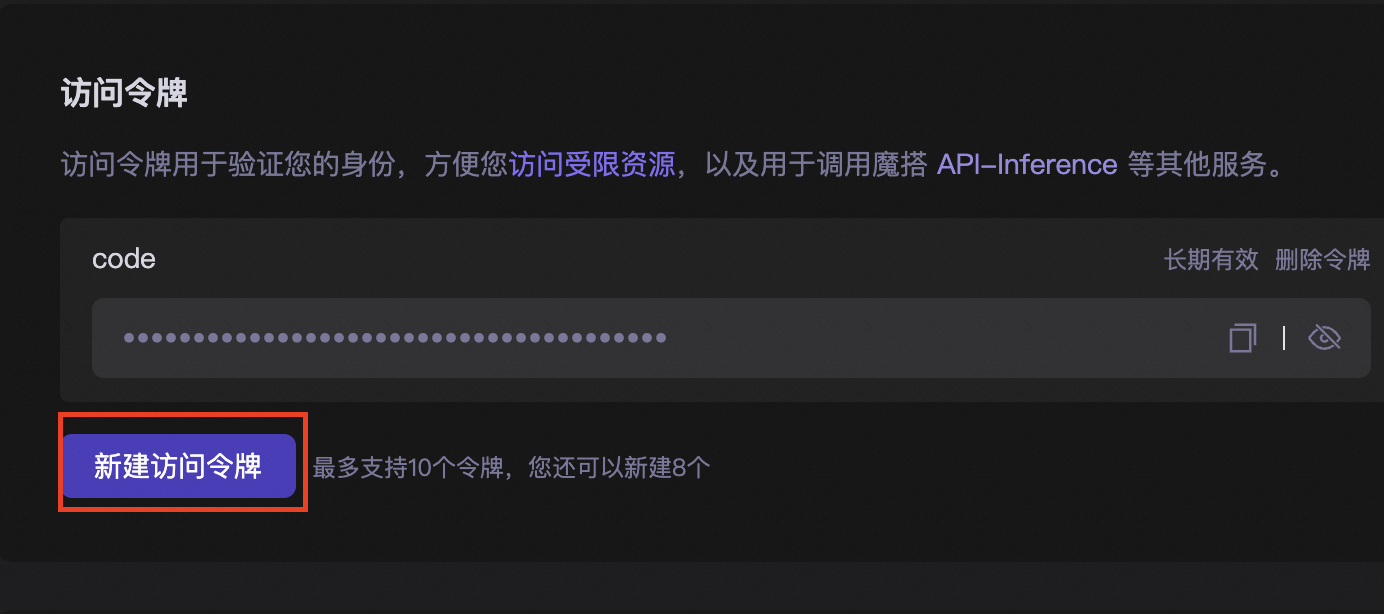 访问令牌
访问令牌用于验证您的身份，方便您访问受限资源，以及用于调用魔搭 API-Inference 等其他服务。
code
长期有效 删除令牌
••••••••••••••••••••••••••••••••••••••• 
新建访问令牌
最多支持10个令牌，您还可以新建8个